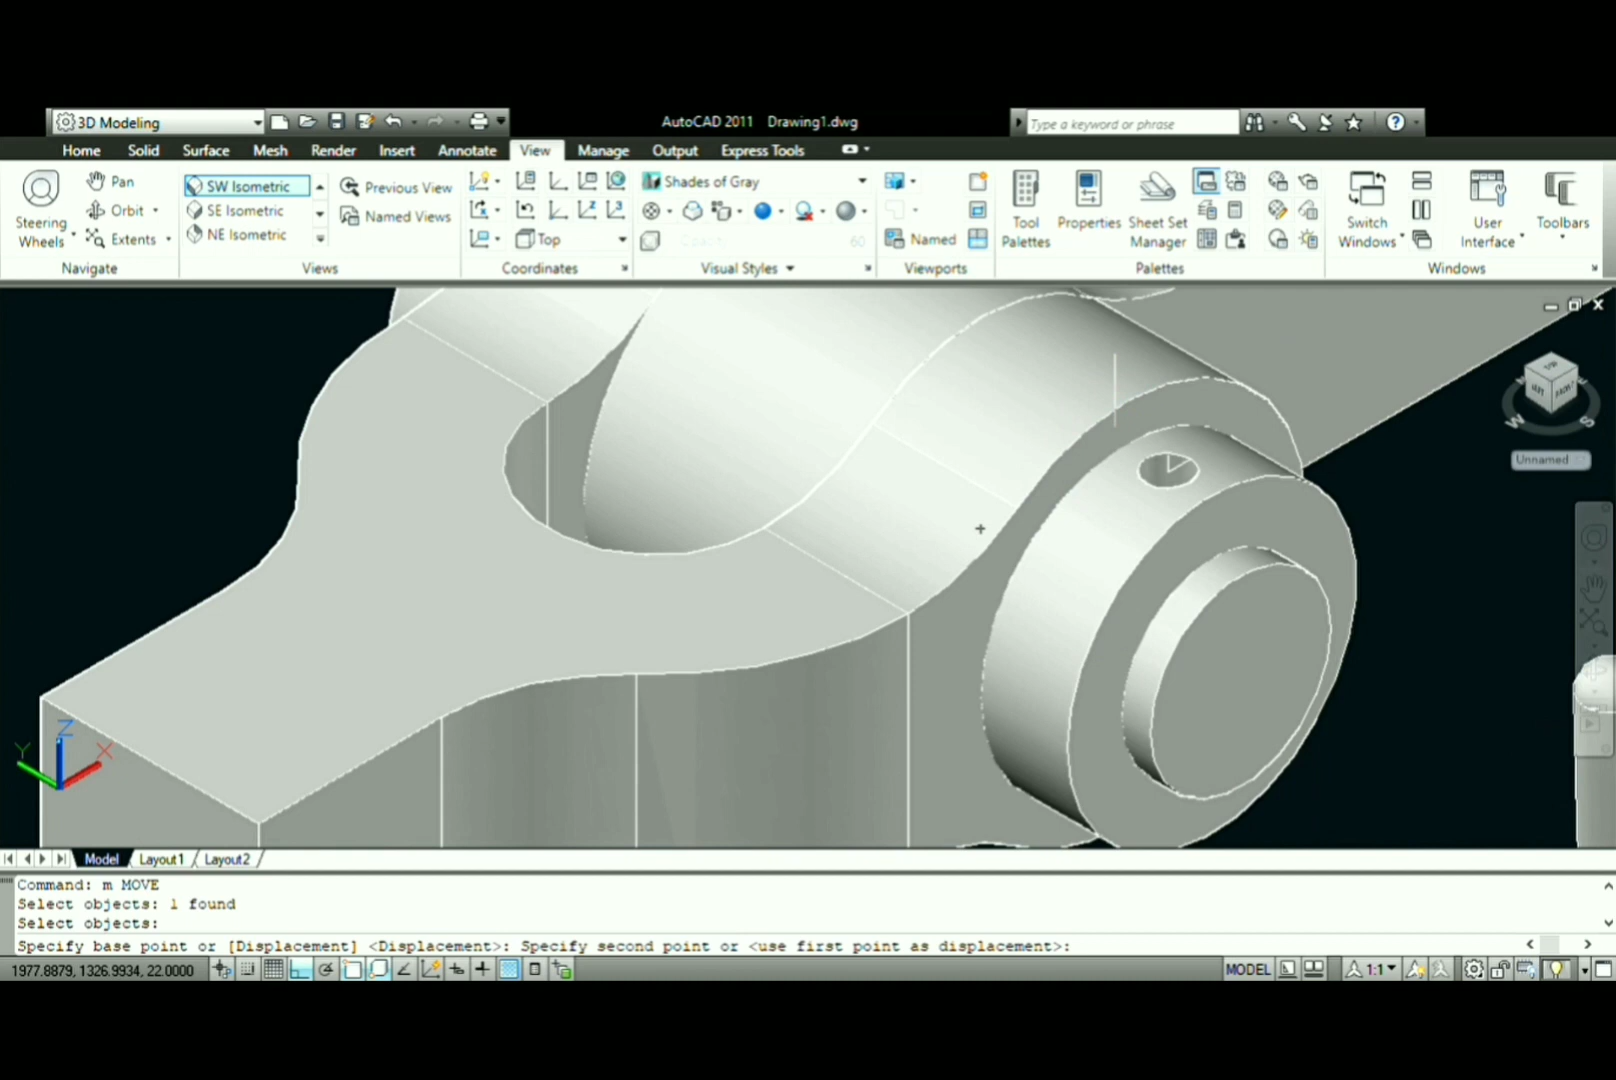 3D Modeling
AutoCAD 2011 Drawing1.dwg
Type a keyword or phrase
Home Solid Surface Mesh Render Insert Annotate View Manage Output Express Tools
Steering Wheels
Pan
Orbit
Extents
Navigate
SW Isometric
SE Isometric
NE Isometric
Previous View
Named Views
Views
Top
Coordinates
Shades of Gray
60
Visual Styles
Named
Viewports
Tool Palettes
Properties
Sheet Set Manager
Palettes
Switch Windows
User Interface
Toolbars
Windows
W S
Unnamed
Z
Y X
Model Layout1 Layout2
Command: m MOVE
Select objects: 1 found
Select objects:
Specify base point or [Displacement] <Displacement>: Specify second point or <use first point as displacement>:
1977.8879, 1326.9934, 22.0000
MODEL
1:1